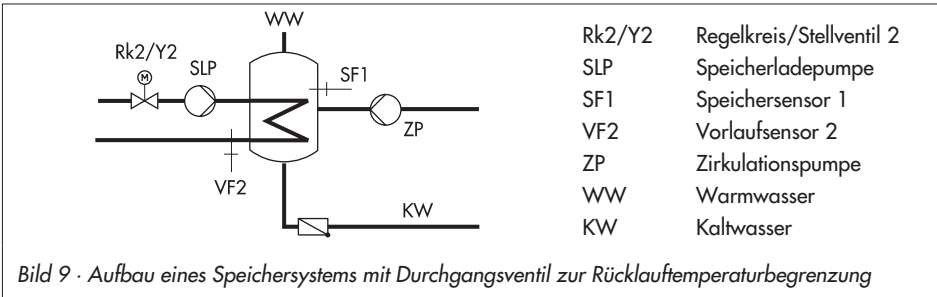 WW
Rk2/Y2
M
SLP
SF1
ZP
VF2
KW
Rk2/Y2 Regelkreis/Stellventil 2
SLP Speicherladepumpe
SF1 Speichersensor 1
VF2 Vorlaufsensor 2
ZP Zirkulationspumpe
WW Warmwasser
KW Kaltwasser
Bild 9 · Aufbau eines Speichersystems mit Durchgangsventil zur Rücklauftemperaturbegrenzung